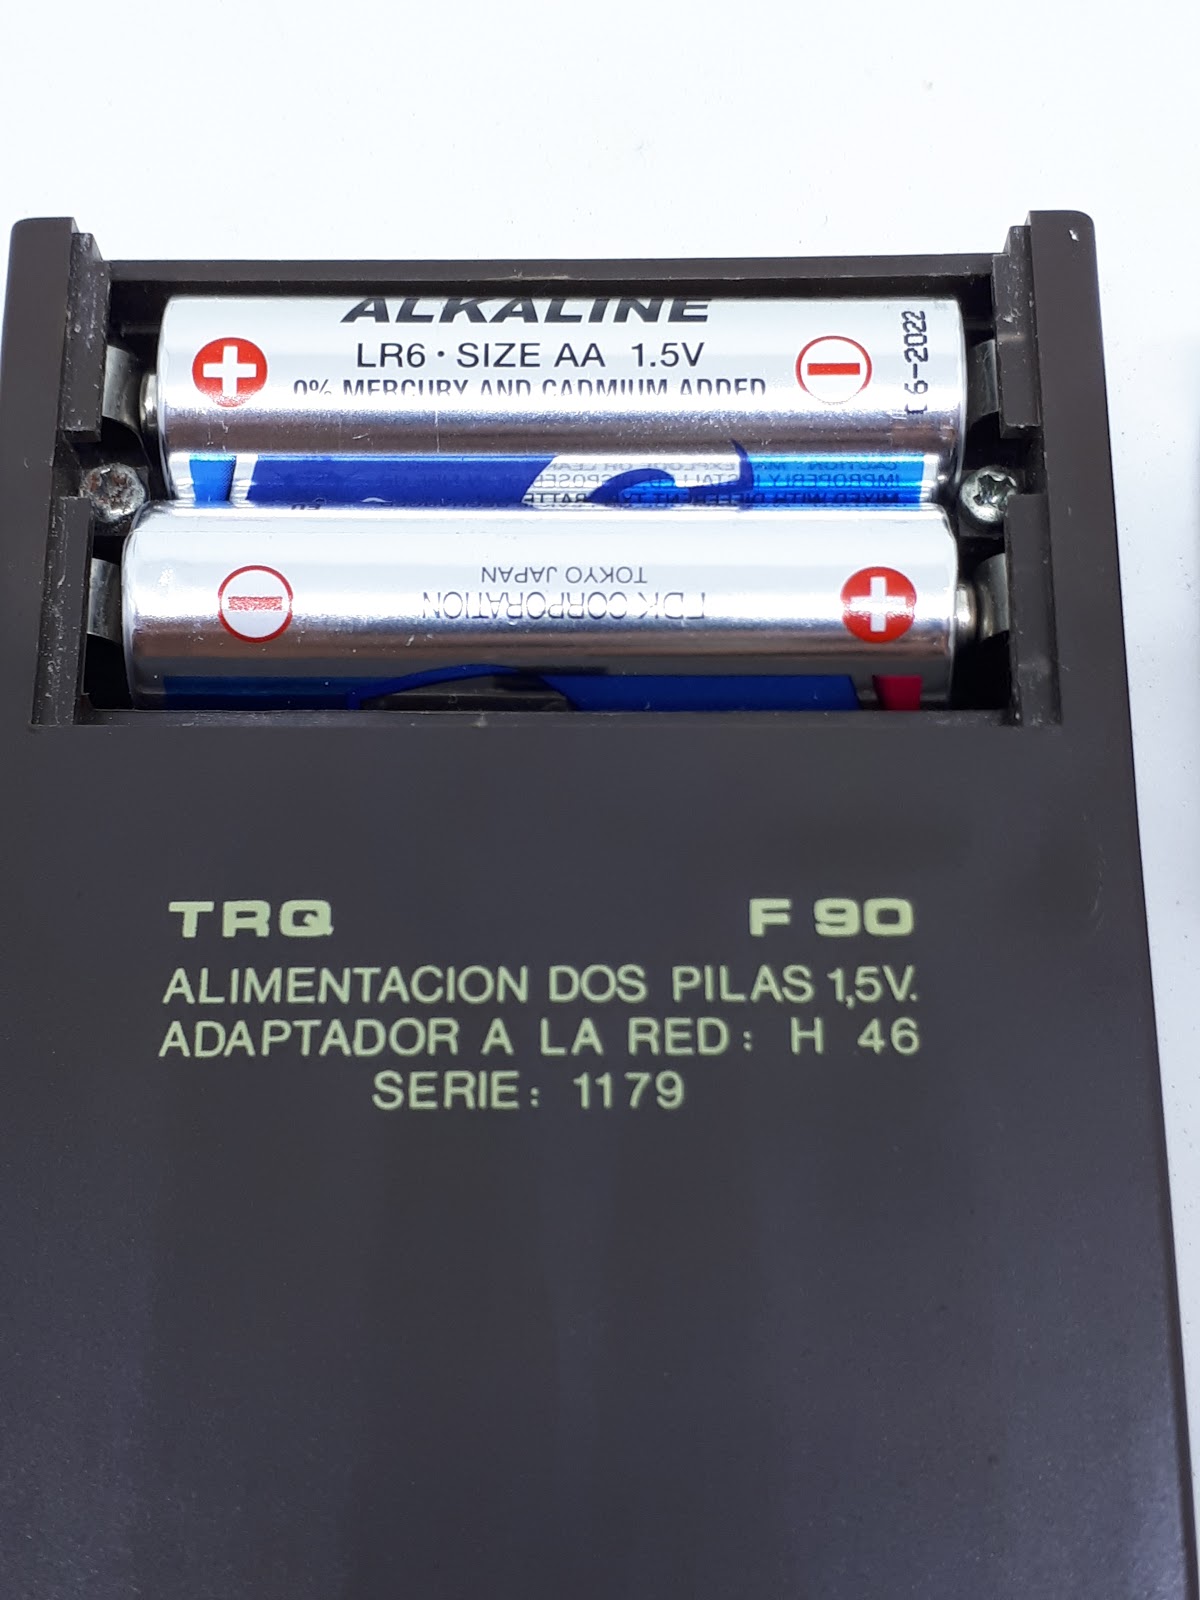 ALKALINE
LR6 · SIZE AA 1.5V
0% MERCURY AND CADMIUM ADDED
6-2022
FDK CORPORATION
TOKYO JAPAN
TRQ F 90
ALIMENTACION DOS PILAS 1,5V.
ADAPTADOR A LA RED: H 46
SERIE: 1179